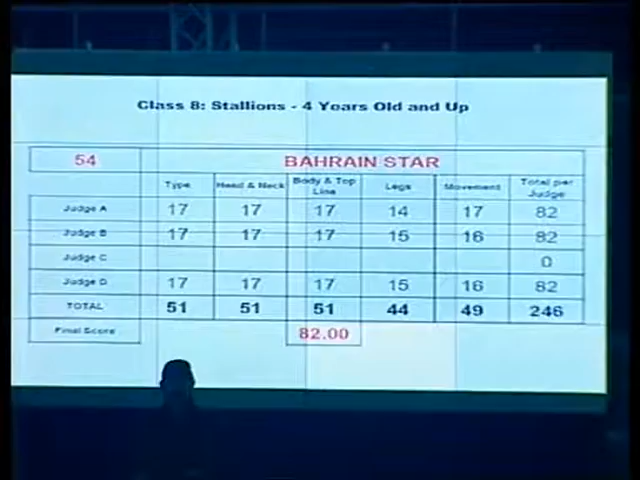 Class 8: Stallions - 4 Years Old and Up
54 BAHRAIN STAR
Type Head & Neck Body & Top Line Legs Movement Total per Judge
Judge A 17 17 17 14 17 82
Judge B 17 17 17 15 16 82
Judge C 0
Judge D 17 17 17 15 16 82
TOTAL 51 51 51 44 49 246
Final Score 82.00